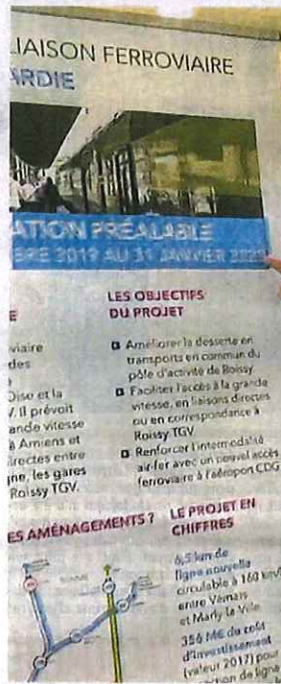 LIAISON FERROVIAIRE
ARDIE
ATION PRÉALABLE
BRE 2019 AU 31 JANVIER
E
viaire
des
Oise et la
V. Il prévoit
ande vitesse
à Amiens et
directes entre
gne, les gares
Roissy TGV.
LES OBJECTIFS
DU PROJET
Améliorer la desserte en
transports en commun du
pôle d'activité de Roissy
Faciliter l'accès à la grande
vitesse, en liaisons directes
ou en correspondance à
Roissy TGV
Renforcer l'intermodalité
air-fer avec un nouvel accès
ferroviaire à l'aéroport CDG
ES AMÉNAGEMENTS ?
LE PROJET EN
CHIFFRES
6,5 km de
ligne nouvelle
circulable à 160 km/
entre Vémars
et Marly la Ville
356 M€ du coût
d'investissement
(valeur 2017) pour
ction de ligne